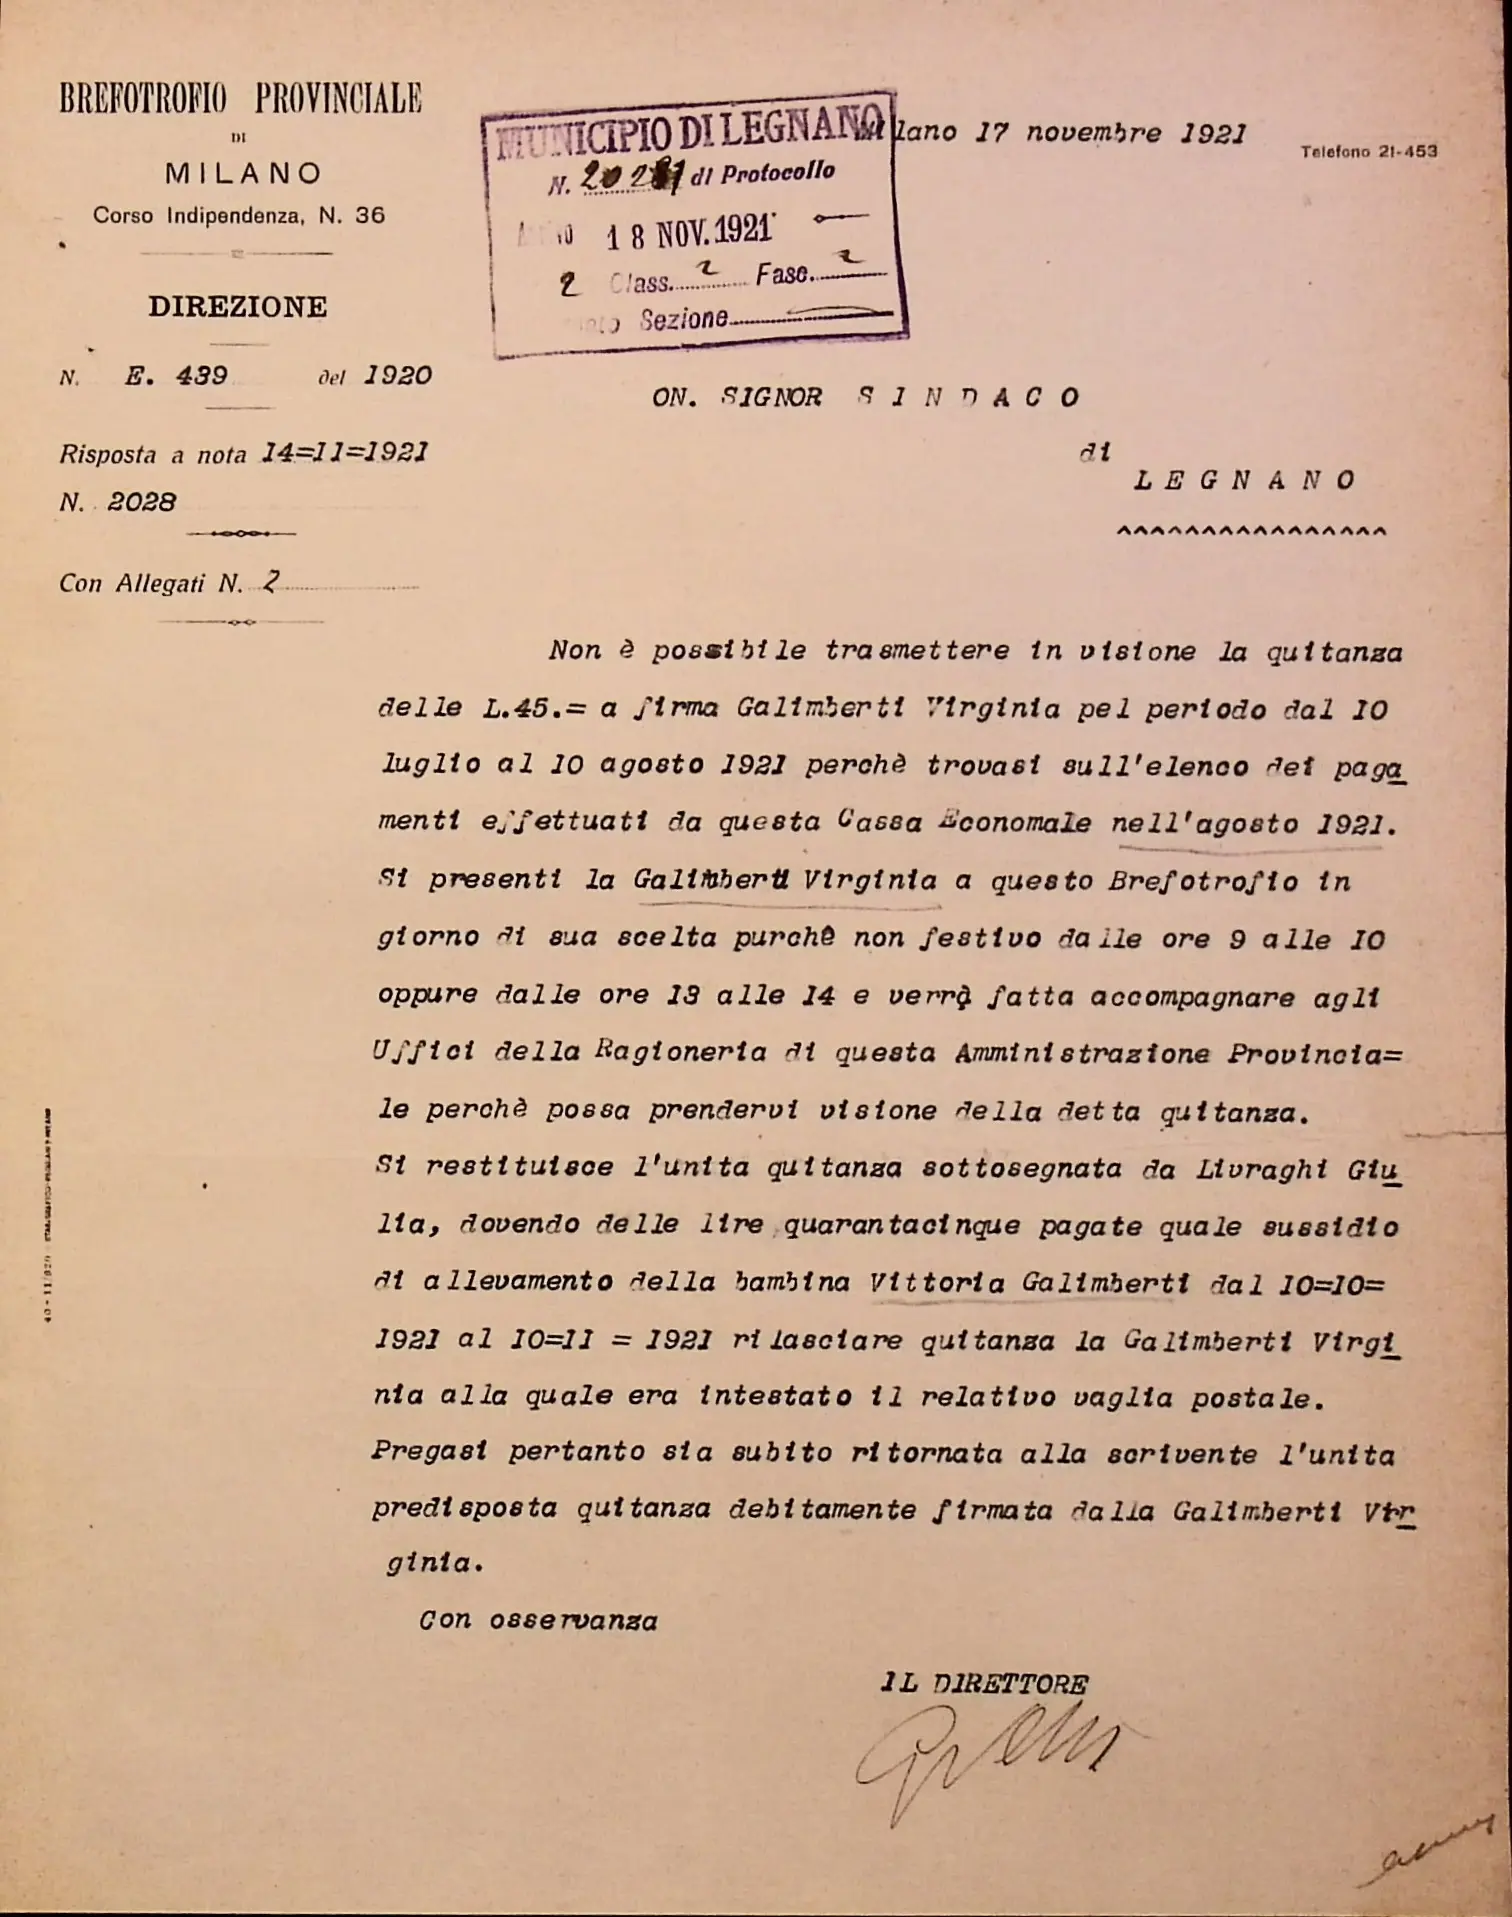 BREFOTROFIO PROVINCIALE
DI
MILANO
Corso Indipendenza, N. 36
DIREZIONE
N. E. 439 del 1920
Risposta a nota 14=11=1921
N. 2028
Con Allegati N. 2
MUNICIPIO DI LEGNANO
N. di Protocollo
18 NOV. 1921
2 Class. 2 Fasc. 2
Sezione
Milano 17 novembre 1921
Telefono 21-453
ON. SIGNOR S I N D A C O
di
L E G N A N O
^^^^^^^^^^^^^^^^
Non è possibile trasmettere in visione la quitanza
delle L.45.= a firma Galimberti Virginia pel periodo dal 10
luglio al 10 agosto 1921 perchè trovasi sull'elenco dei paga
menti effettuati da questa Cassa Economale nell'agosto 1921.
Si presenti la Galimberti Virginia a questo Brefotrofio in
giorno di sua scelta purchè non festivo dalle ore 9 alle 10
oppure dalle ore 13 alle 14 e verrà fatta accompagnare agli
Uffici della Ragioneria di questa Amministrazione Provincia=
le perchè possa prendervi visione della detta quitanza.
Si restituisce l'unita quitanza sottosegnata da Livraghi Giu
lia, dovendo delle lire quarantacinque pagate quale sussidio
di allevamento della bambina Vittoria Galimberti dal 10=10=
1921 al 10=11 = 1921 rilasciare quitanza la Galimberti Virgi
nia alla quale era intestato il relativo vaglia postale.
Pregasi pertanto sia subito ritornata alla scrivente l'unita
predisposta quitanza debitamente firmata dalla Galimberti Vir
ginia.
Con osservanza
IL DIRETTORE